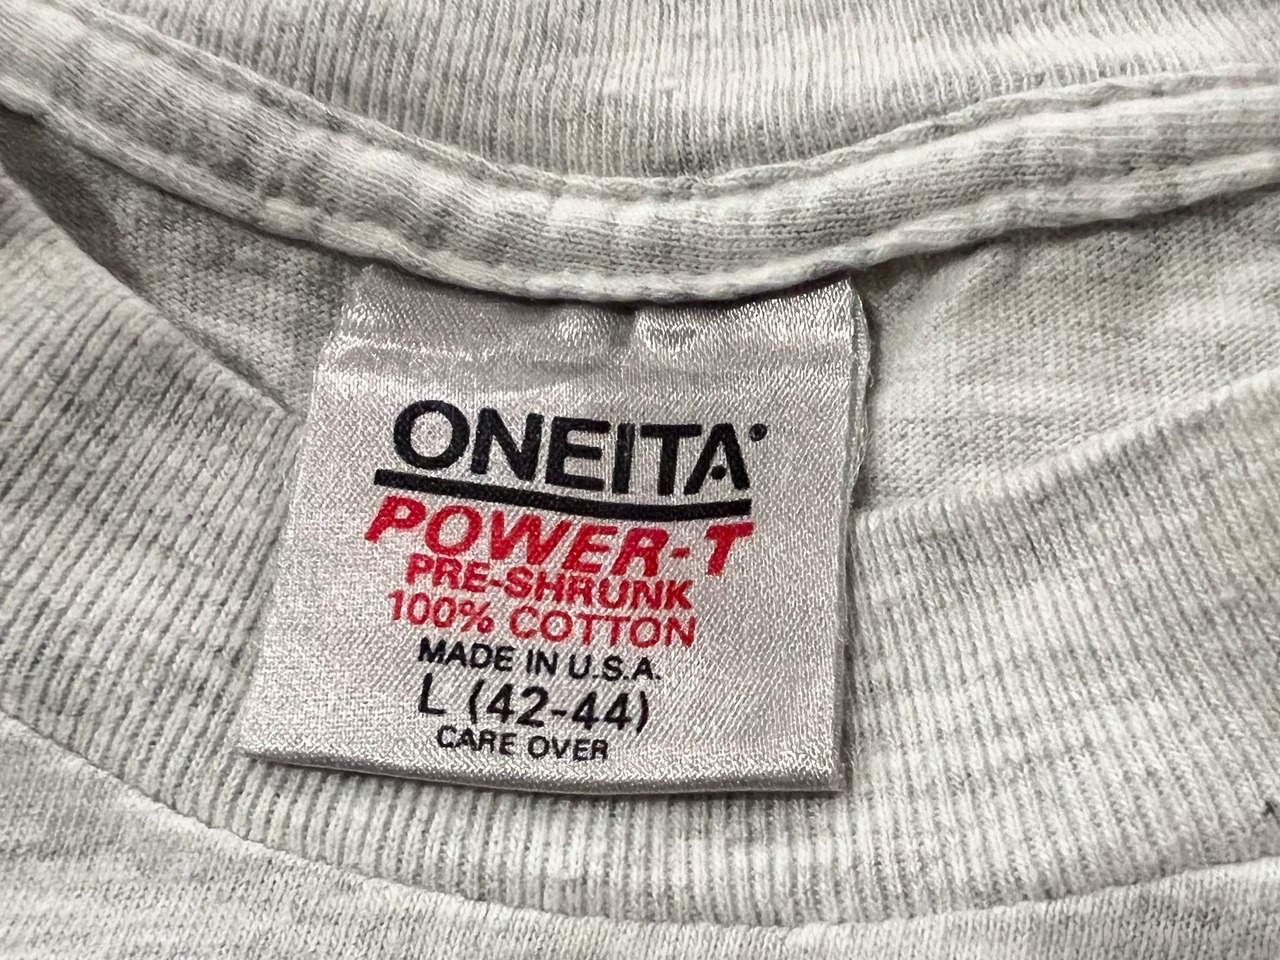 ONEITA
POWER-T
PRE-SHRUNK
100% COTTON
MADE IN U.S.A.
L (42-44)
CARE OVER